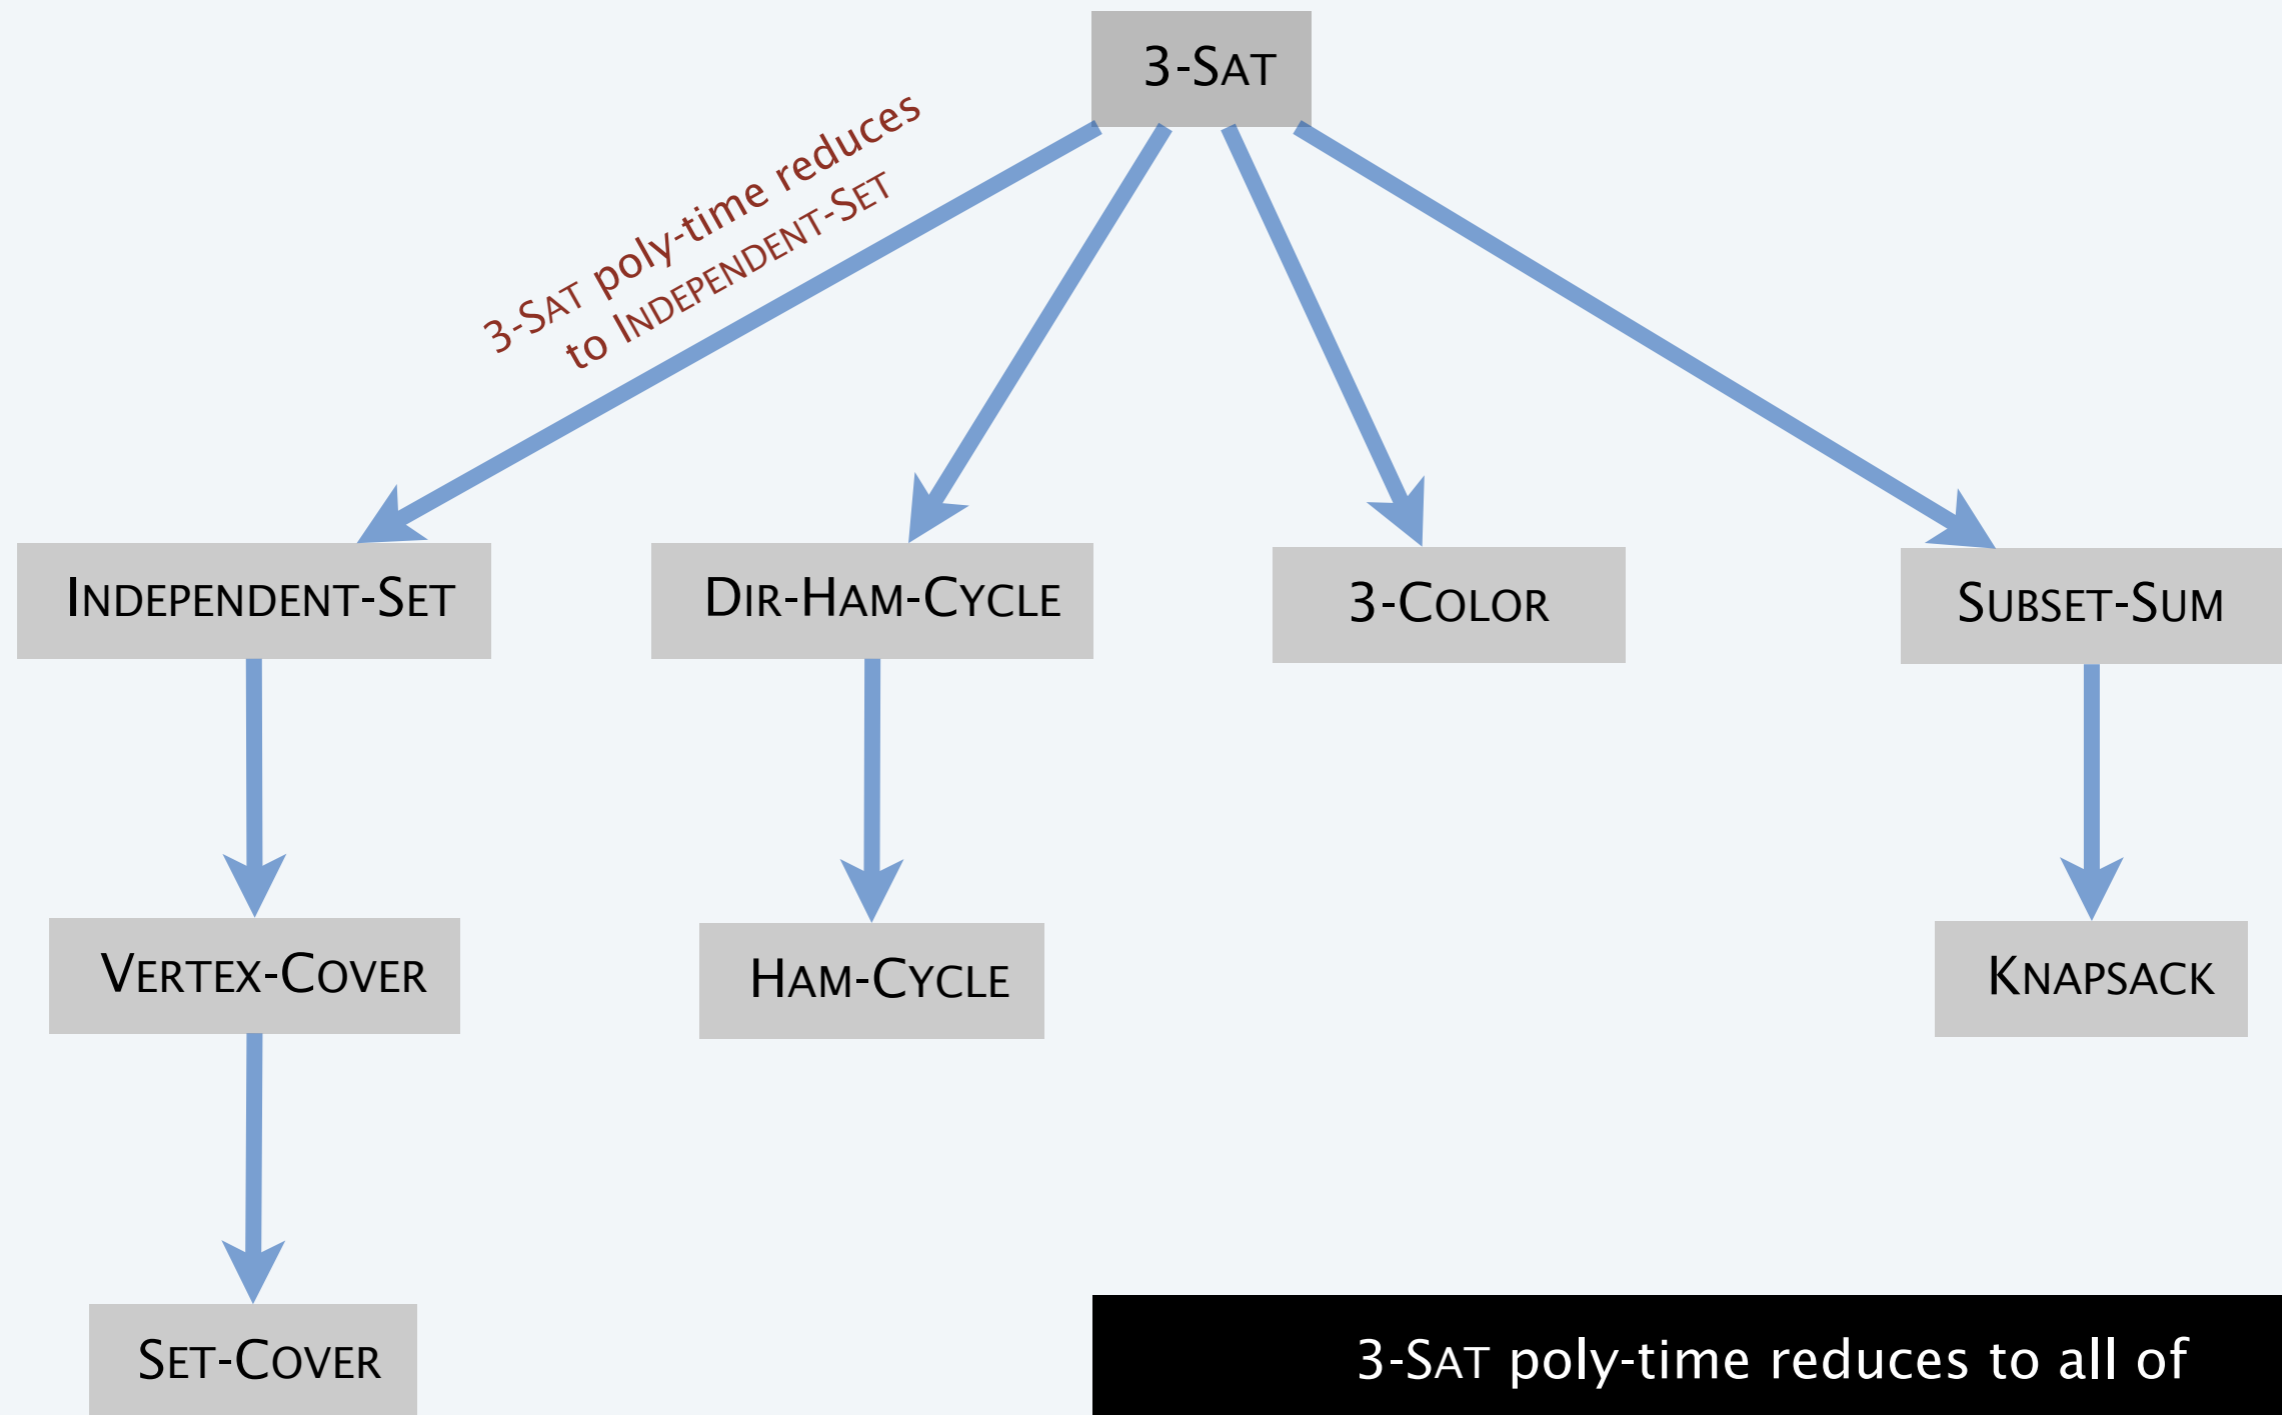 3-SAT
3-SAT poly-time reduces
to INDEPENDENT-SET
INDEPENDENT-SET
DIR-HAM-CYCLE
3-COLOR
SUBSET-SUM
VERTEX-COVER
HAM-CYCLE
KNAPSACK
SET-COVER
3-SAT poly-time reduces to all of